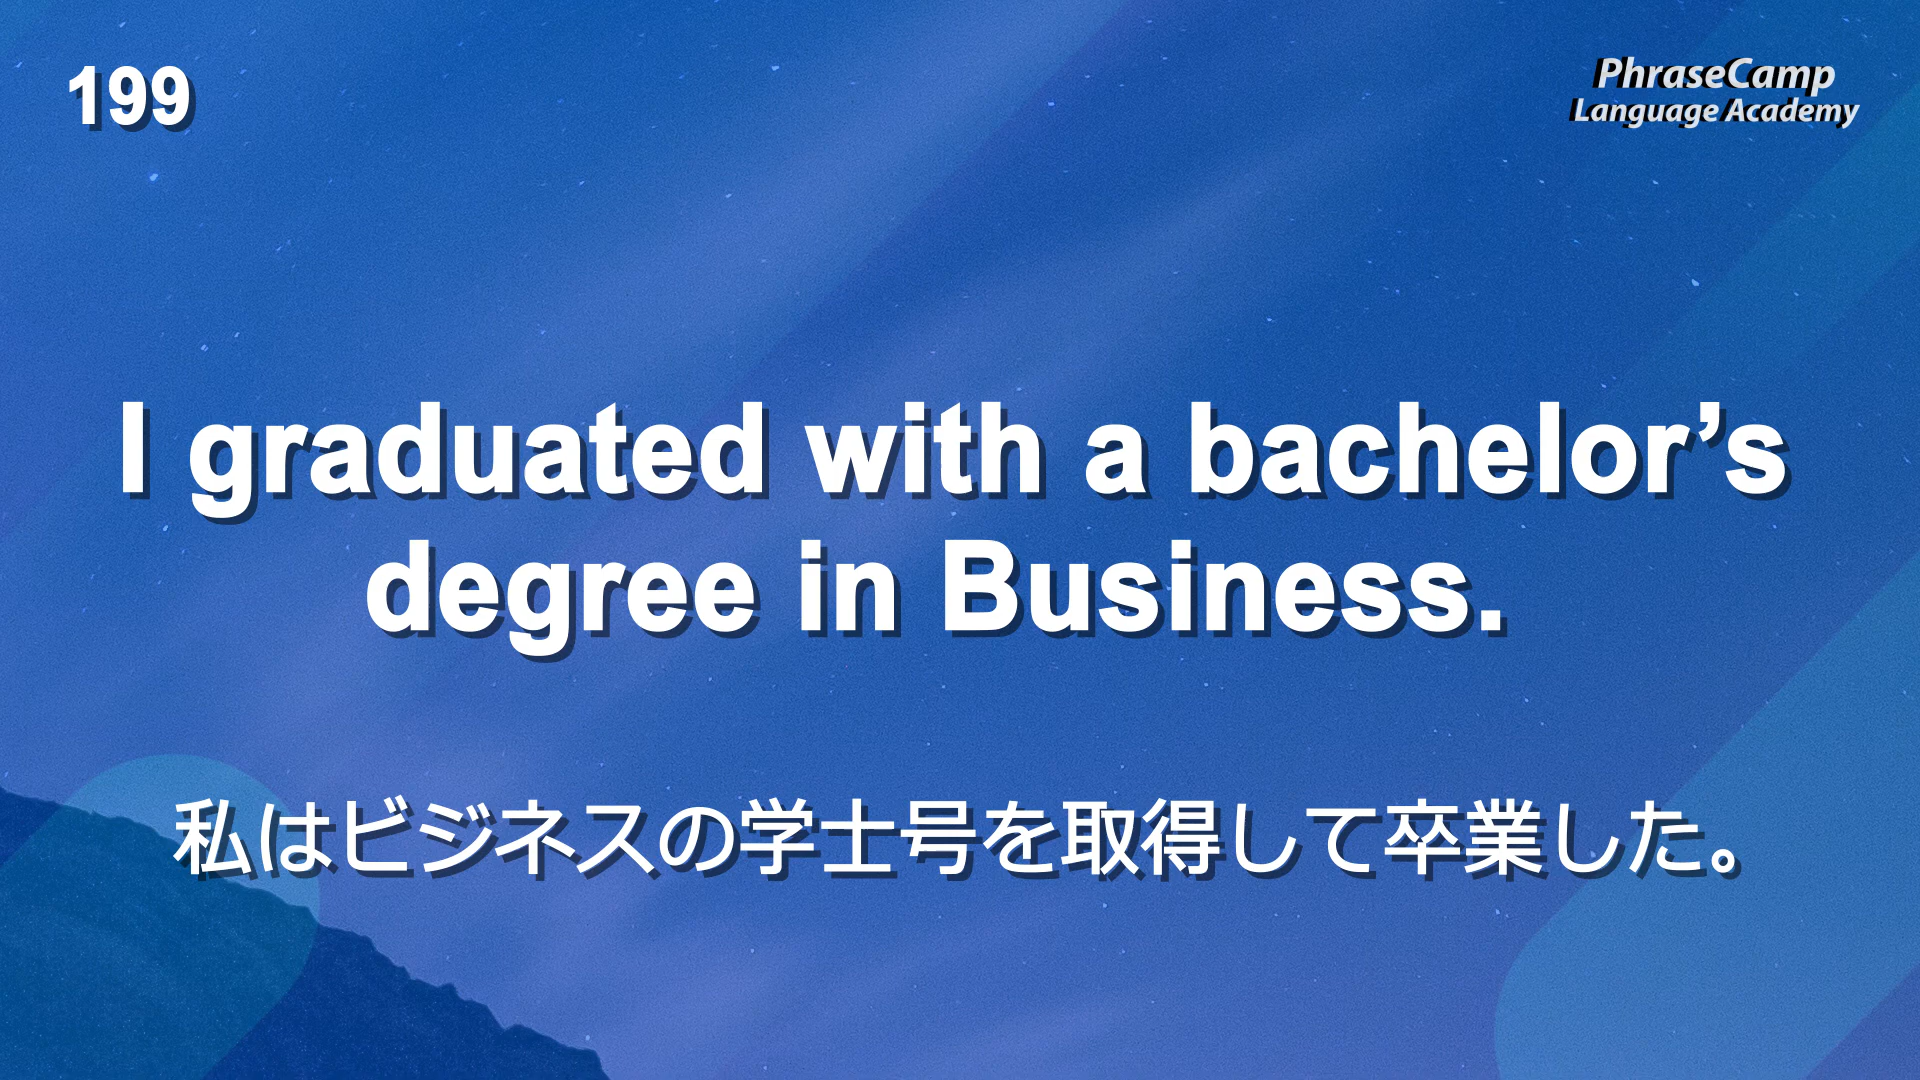 199
PhraseCamp
Language Academy
I graduated with a bachelor’s
degree in Business.
私はビジネスの学士号を取得して卒業した。